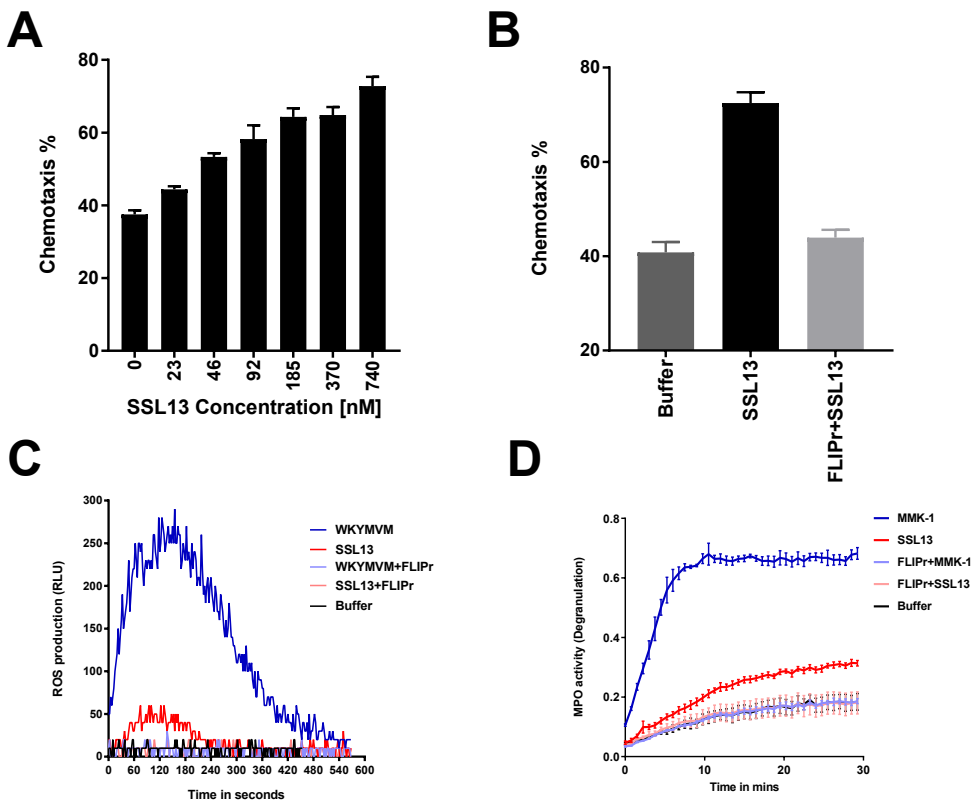 A
Chemotaxis %
80
60
40
20
0
0
23
46
92
185
370
740
SSL13 Concentration [nM]
B
Chemotaxis %
80
60
40
20
Buffer
SSL13
FLIPr+SSL13
C
ROS production (RLU)
300
250
200
150
100
50
0
0 60 120 180 240 300 360 420 480 540 600
Time in seconds
WKYMVM
SSL13
WKYMVM+FLIPr
SSL13+FLIPr
Buffer
D
MPO activity (Degranulation)
0.8
0.6
0.4
0.2
0.0
0 10 20 30
Time in mins
MMK-1
SSL13
FLIPr+MMK-1
FLIPr+SSL13
Buffer